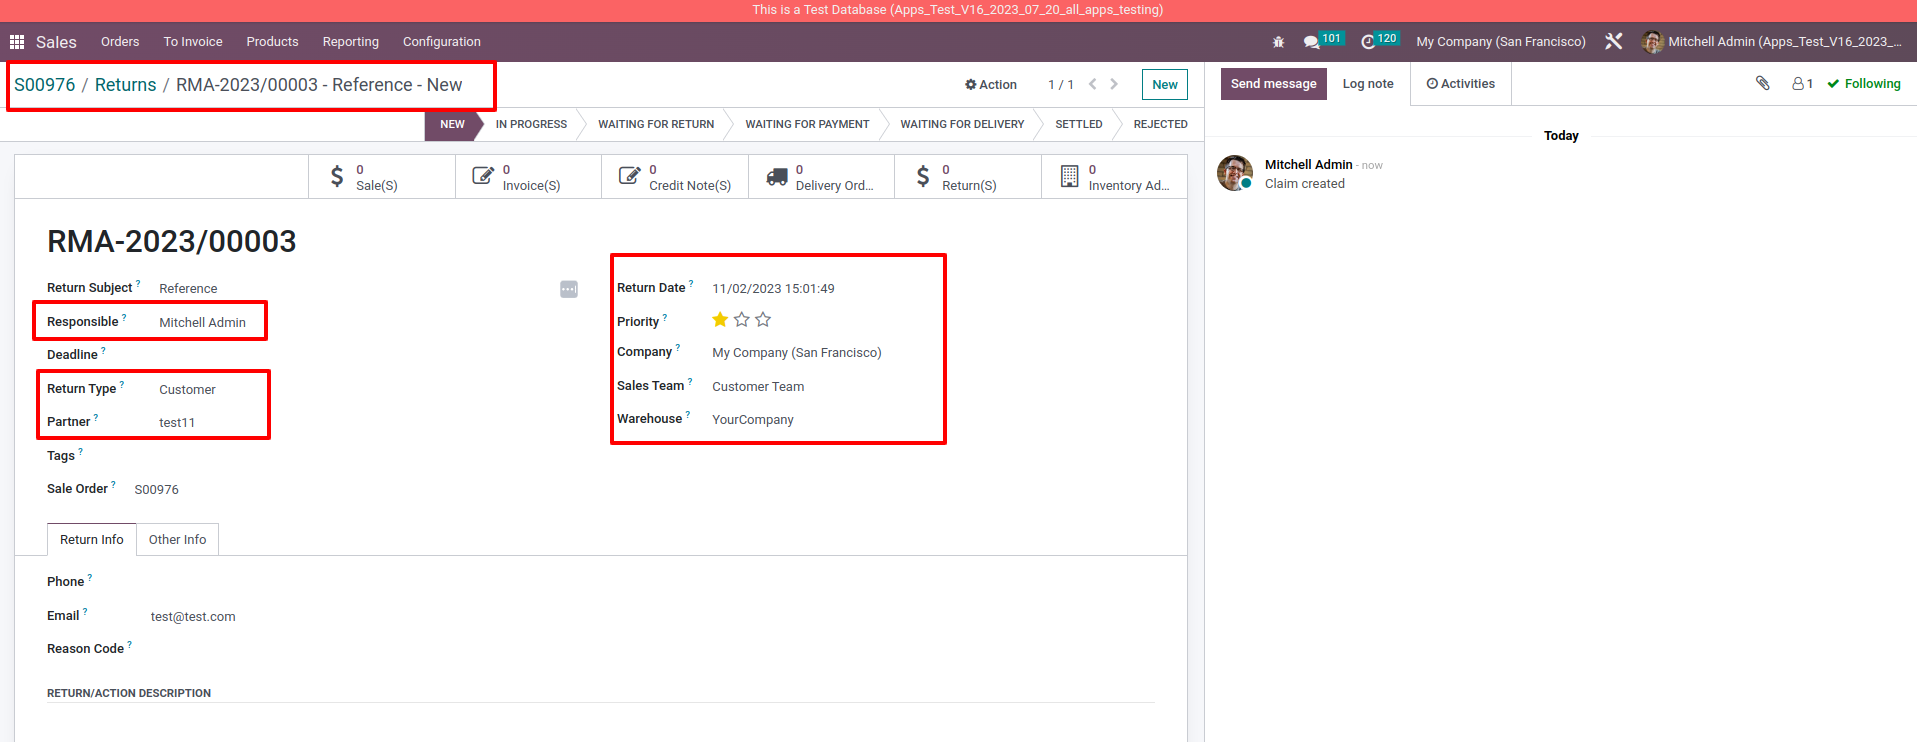 This is a Test Database (Apps_Test_V16_2023_07_20_all_apps_testing)
Sales Orders To Invoice Products Reporting Configuration 101 120 My Company (San Francisco) Mitchell Admin (Apps_Test_V16_2023_...
S00976 / Returns / RMA-2023/00003 - Reference - New
Action 1 / 1 New
Send message Log note Activities 1 Following
NEW IN PROGRESS WAITING FOR RETURN WAITING FOR PAYMENT WAITING FOR DELIVERY SETTLED REJECTED
Today
0 Sale(S)
0 Invoice(S)
0 Credit Note(S)
0 Delivery Ord...
0 Return(S)
0 Inventory Ad...
Mitchell Admin - now
Claim created
RMA-2023/00003
Return Subject ? Reference
Responsible ? Mitchell Admin
Deadline ?
Return Type ? Customer
Partner ? test11
Tags ?
Sale Order ? S00976
Return Date ? 11/02/2023 15:01:49
Priority ?
Company ? My Company (San Francisco)
Sales Team ? Customer Team
Warehouse ? YourCompany
Return Info Other Info
Phone ?
Email ? test@test.com
Reason Code ?
RETURN/ACTION DESCRIPTION